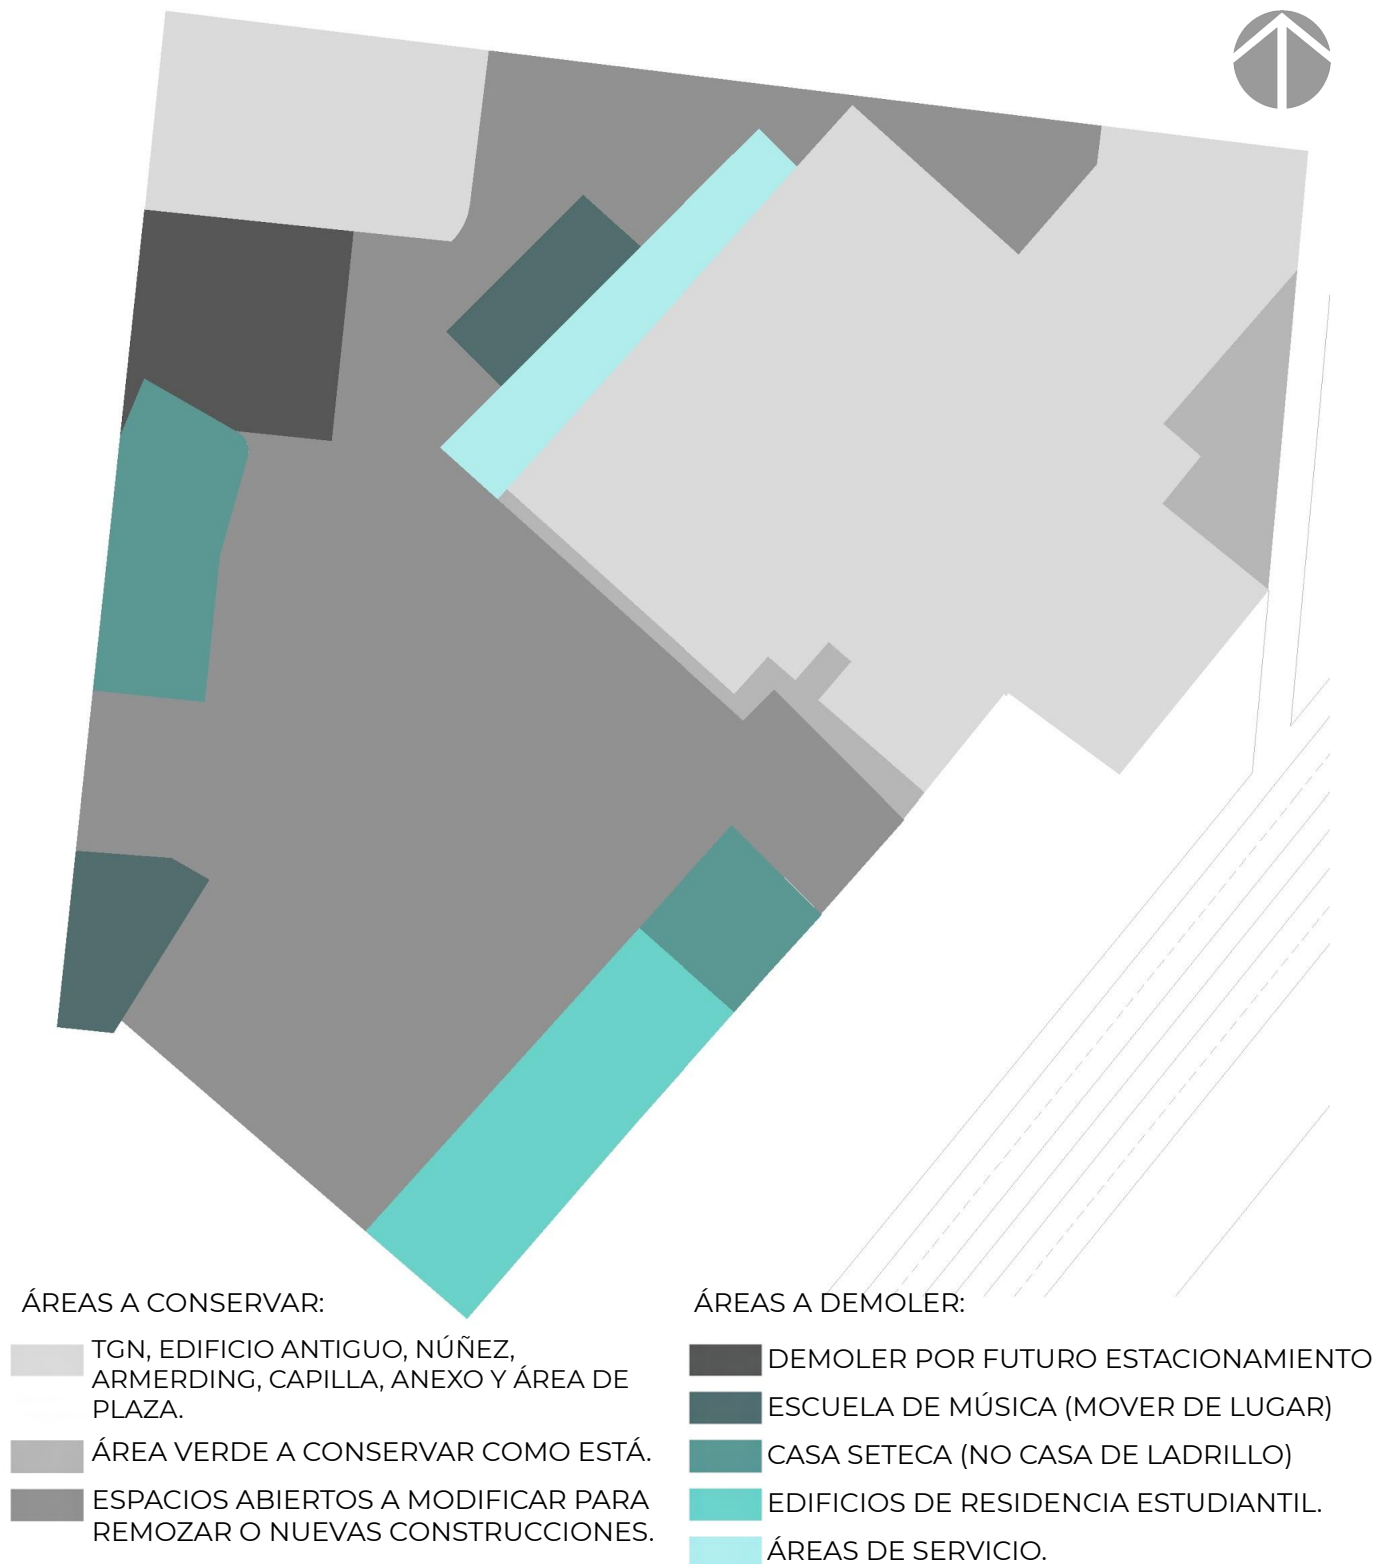 ÁREAS A CONSERVAR:
TGN, EDIFICIO ANTIGUO, NÚÑEZ,
ARMERDING, CAPILLA, ANEXO Y ÁREA DE
PLAZA.
ÁREA VERDE A CONSERVAR COMO ESTÁ.
ESPACIOS ABIERTOS A MODIFICAR PARA
REMOZAR O NUEVAS CONSTRUCCIONES.
ÁREAS A DEMOLER:
DEMOLER POR FUTURO ESTACIONAMIENTO
ESCUELA DE MÚSICA (MOVER DE LUGAR)
CASA SETECA (NO CASA DE LADRILLO)
EDIFICIOS DE RESIDENCIA ESTUDIANTIL.
ÁREAS DE SERVICIO.